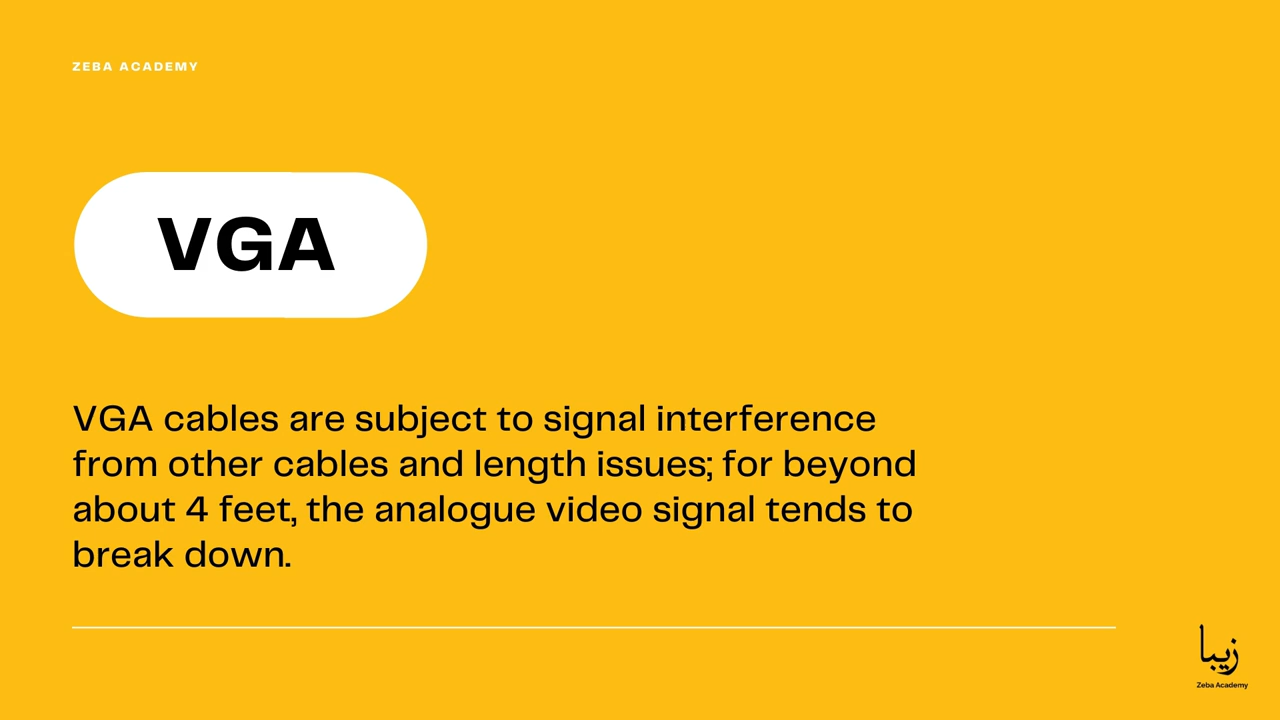 ZEBA ACADEMY
VGA
VGA cables are subject to signal interference
from other cables and length issues; for beyond
about 4 feet, the analogue video signal tends to
break down.
زيبا
Zeba Academy